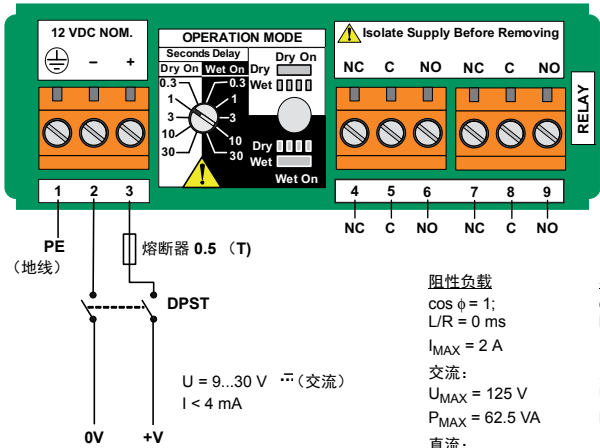 12 VDC NOM.
– +
OPERATION MODE
Seconds Delay
Dry On Wet On
0.3 0.3
1 1
3 3
10 10
30 30
Dry On
Dry
Wet
Dry
Wet
Wet On
Isolate Supply Before Removing
NC C NO NC C NO
RELAY
1 2 3
4 5 6 7 8 9
NC C NO NC C NO
PE
(地线)
熔断器 0.5 (T)
DPST
U = 9...30 V ⎓(交流)
I < 4 mA
0V +V
阻性负载
cos ϕ = 1;
L/R = 0 ms
IMAX = 2 A
交流:
UMAX = 125 V
PMAX = 62.5 VA
直流: